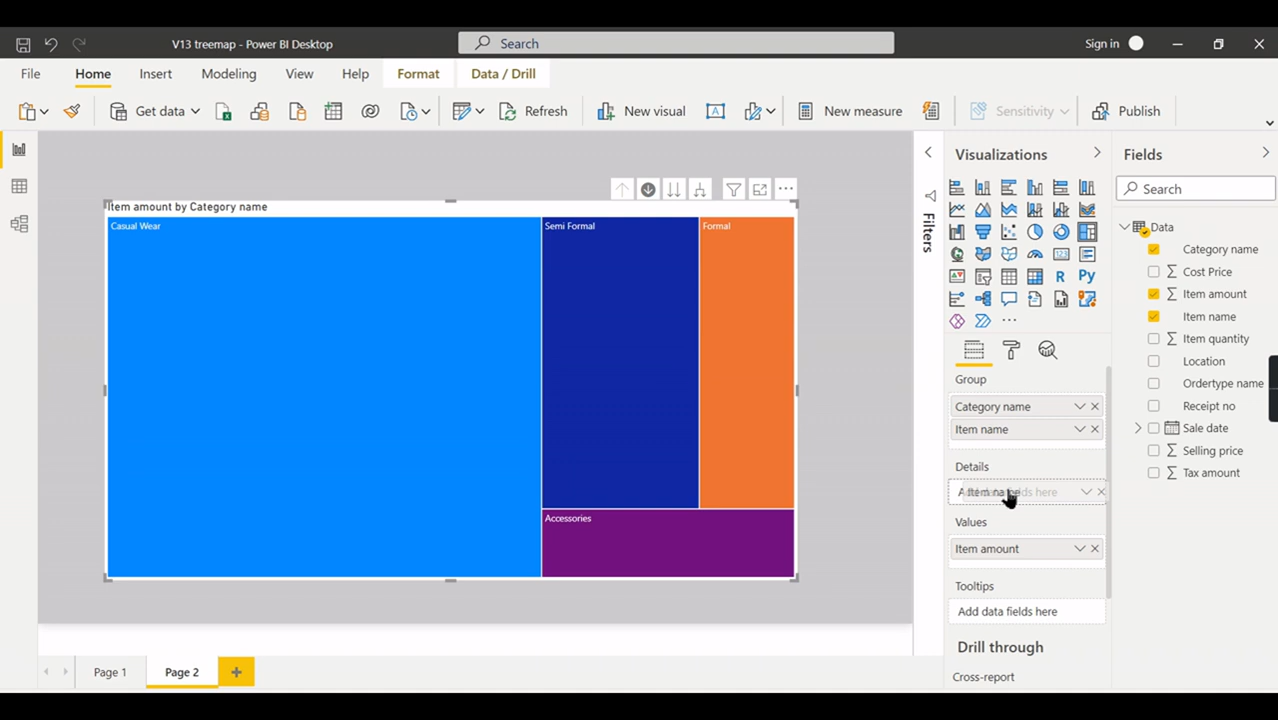 V13 treemap - Power BI Desktop
Search
Sign in
File
Home
Insert
Modeling
View
Help
Format
Data / Drill
Get data
Refresh
New visual
New measure
Sensitivity
Publish
Item amount by Category name
Casual Wear
Semi Formal
Formal
Accessories
Filters
Visualizations
R
Py
Group
Category name
Item name
Details
Item name
Values
Item amount
Tooltips
Add data fields here
Drill through
Cross-report
Fields
Search
Data
Category name
Cost Price
Item amount
Item name
Item quantity
Location
Ordertype name
Receipt no
Sale date
Selling price
Tax amount
Page 1
Page 2